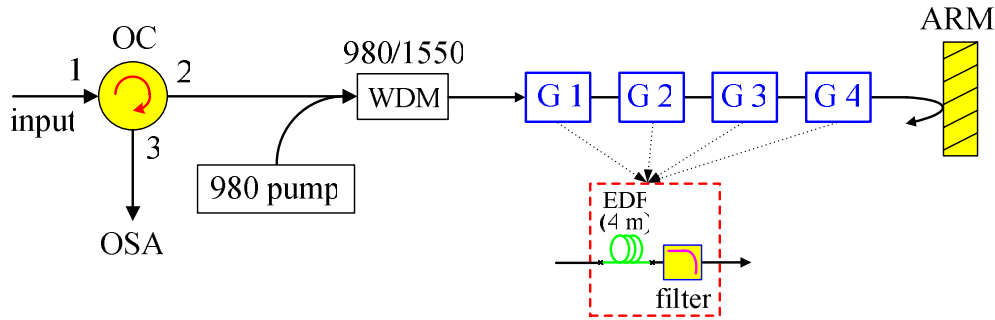 ARM
OC
980/1550
1
2
WDM
G 1
G 2
G 3
G 4
input
3
980 pump
OSA
EDF
(4 m)
filter